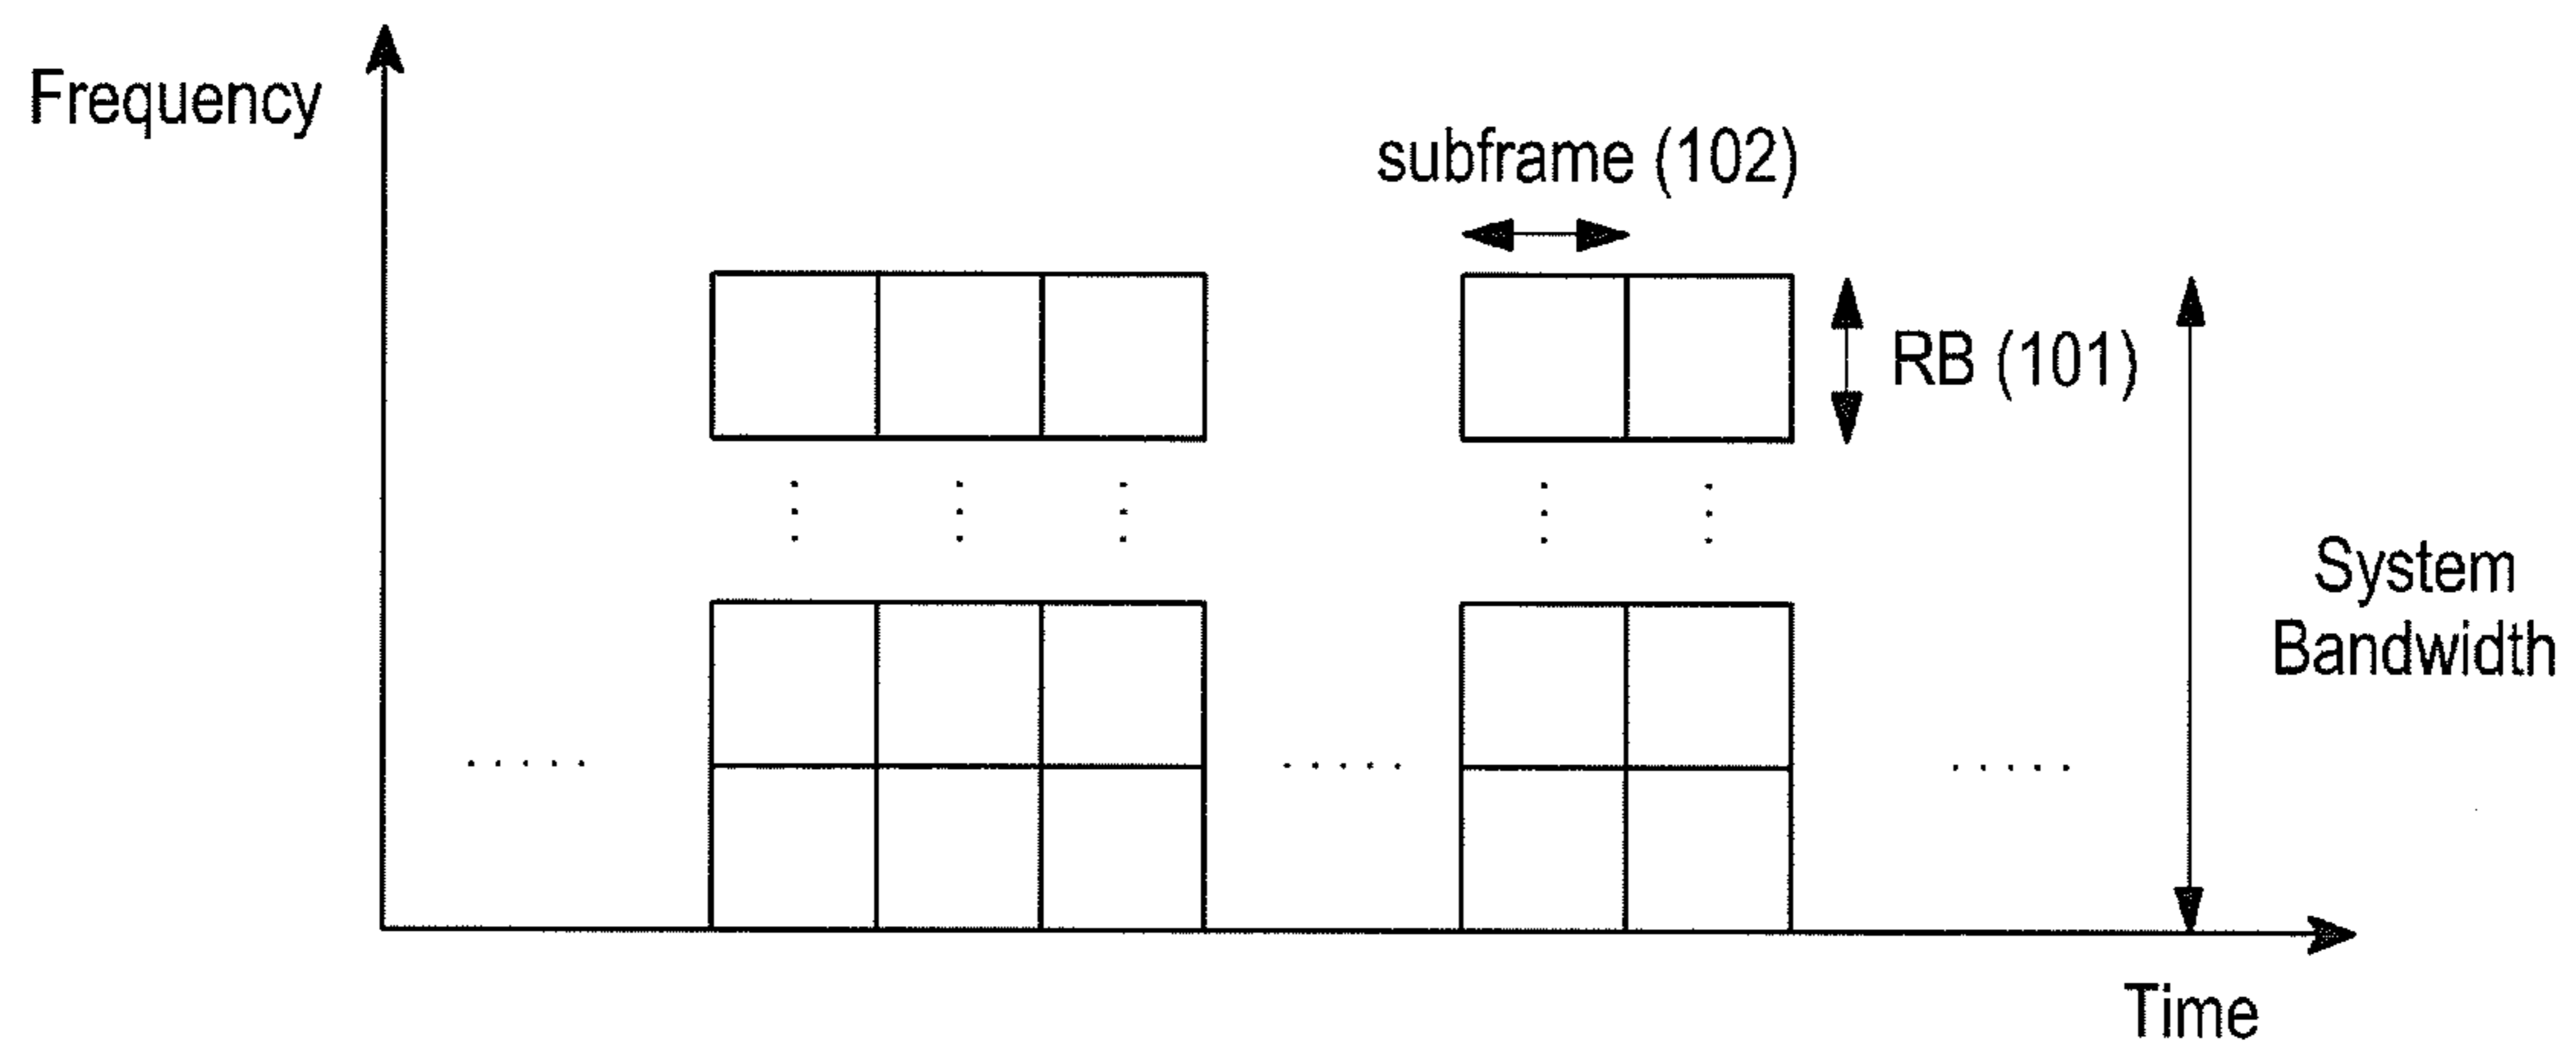 Frequency
subframe (102)
RB (101)
System
Bandwidth
Time